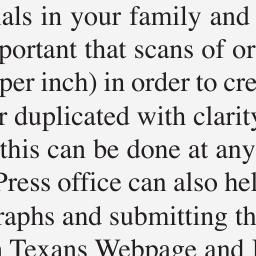 ials in your family and
portant that scans of or
per inch) in order to cre
r duplicated with clarity
this can be done at any
Press office can also hel
raphs and submitting th
n Texans Webpage and